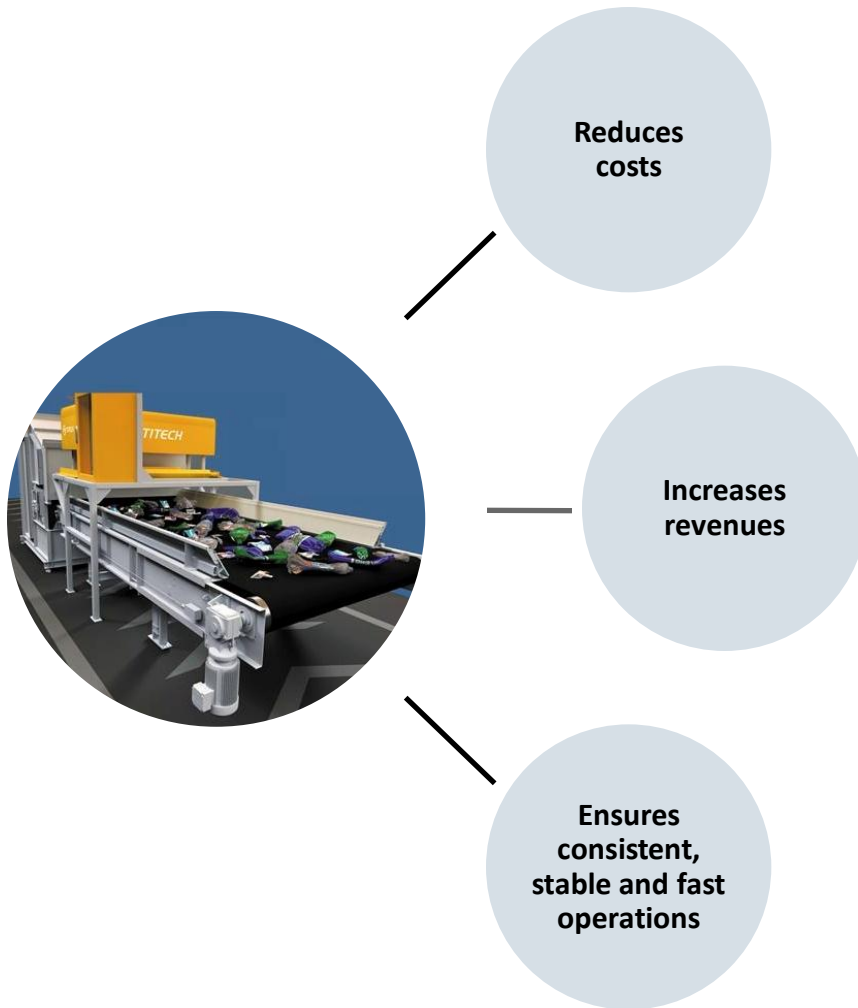 Reduces
costs
TITECH
Increases
revenues
Ensures
consistent,
stable and fast
operations